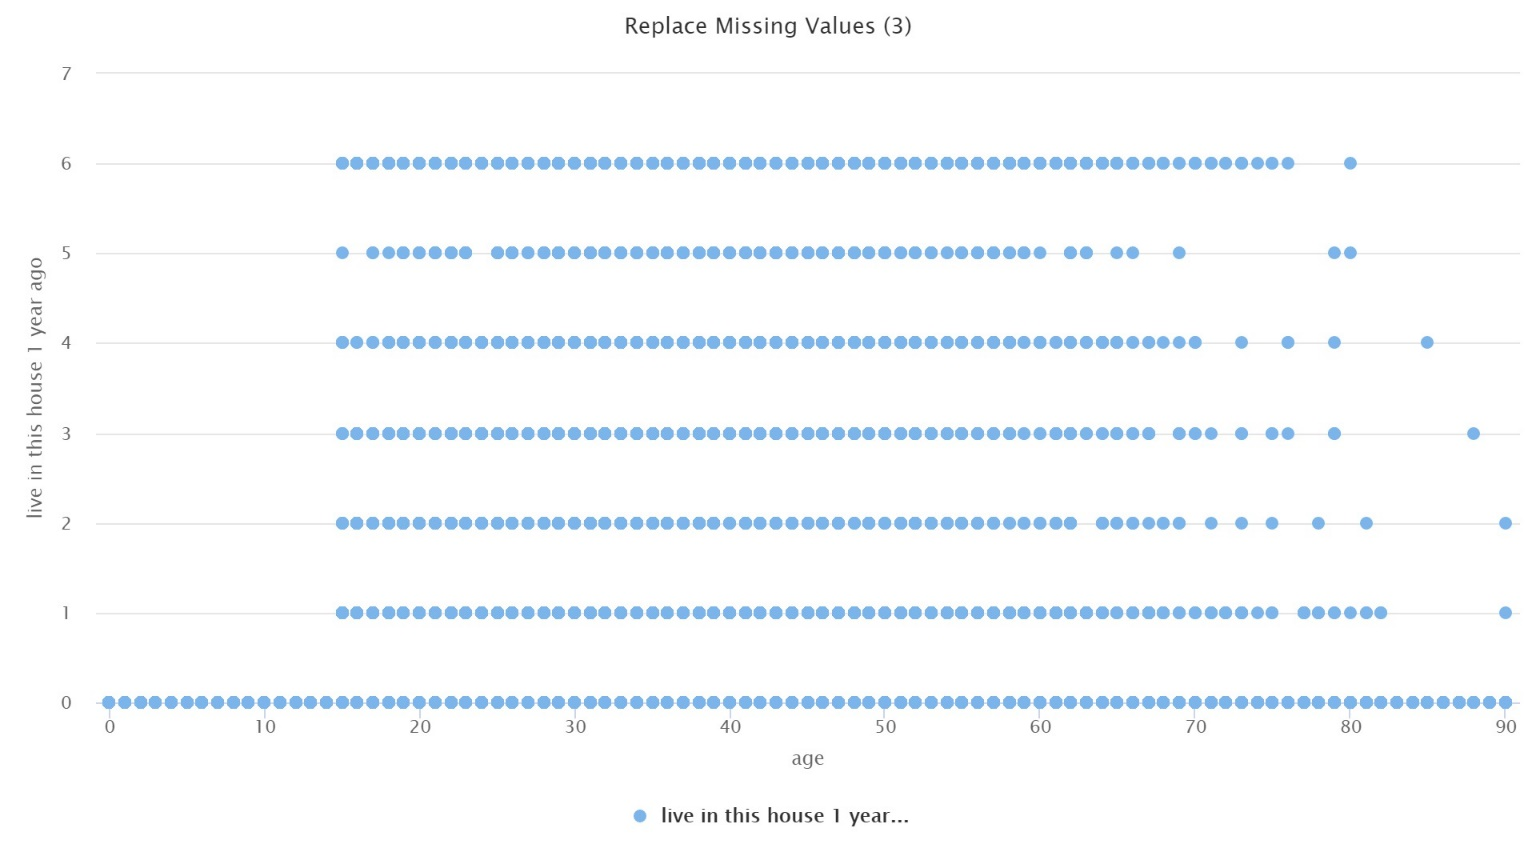 Replace Missing Values (3)
7
6
5
4
3
2
1
0
live in this house 1 year ago
0 10 20 30 40 50 60 70 80 90
age
live in this house 1 year...